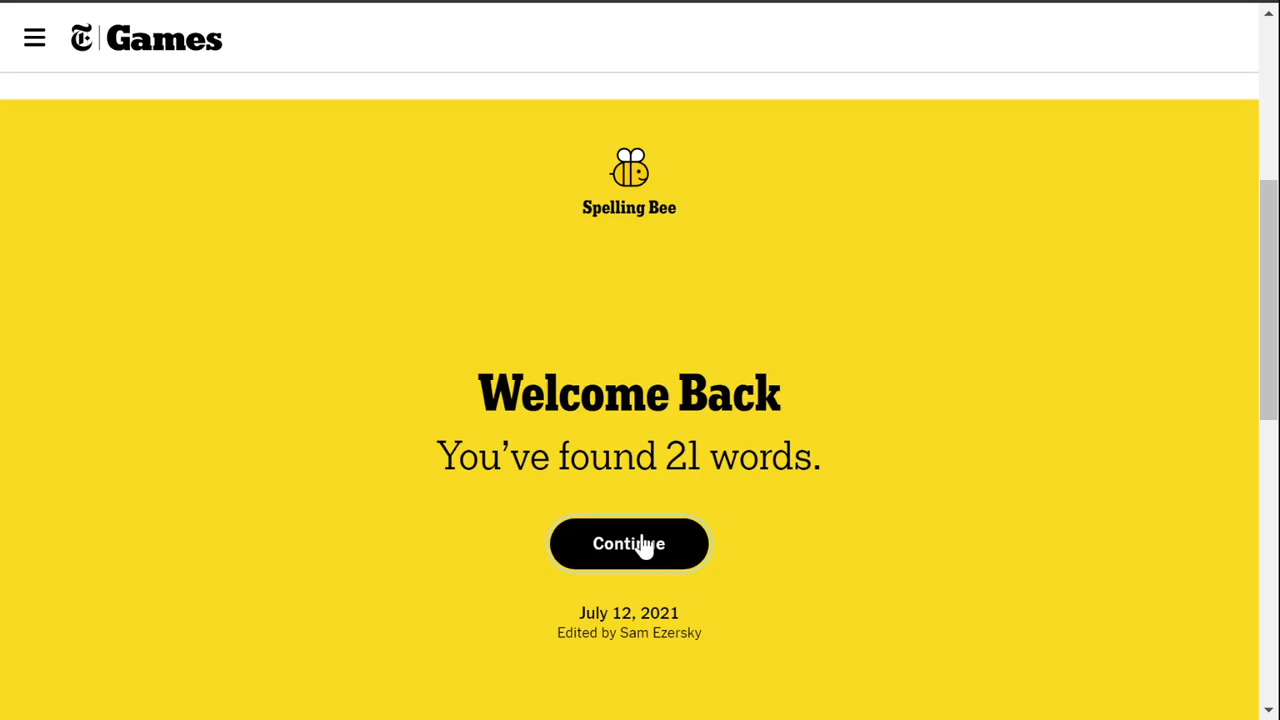 T | Games
Spelling Bee
Welcome Back
You've found 21 words.
Continue
July 12, 2021
Edited by Sam Ezersky